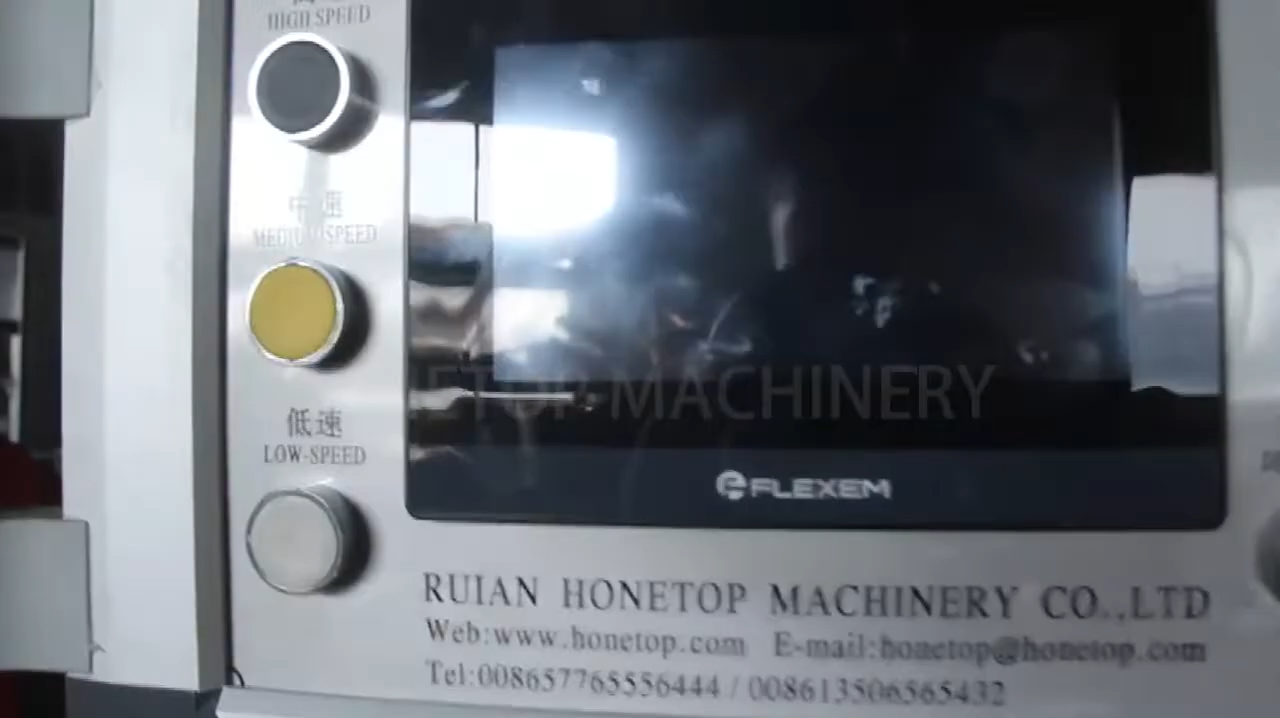 HIGH SPEED
中速
MEDIUM SPEED
低速
LOW-SPEED
ETOP MACHINERY
FLEXEM
RUIAN HONETOP MACHINERY CO.,LTD
Web:www.honetop.com E-mail:honetop@honetop.com
Tel:008657765556444 / 008613506565432